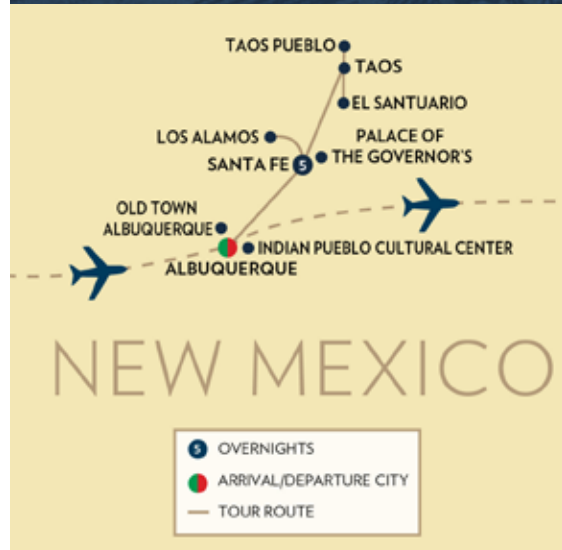 TAOS PUEBLO
TAOS
EL SANTUARIO
LOS ALAMOS
PALACE OF
THE GOVERNOR'S
SANTA FE 5
OLD TOWN
ALBUQUERQUE
INDIAN PUEBLO CULTURAL CENTER
ALBUQUERQUE
NEW MEXICO
5 OVERNIGHTS
ARRIVAL/DEPARTURE CITY
TOUR ROUTE